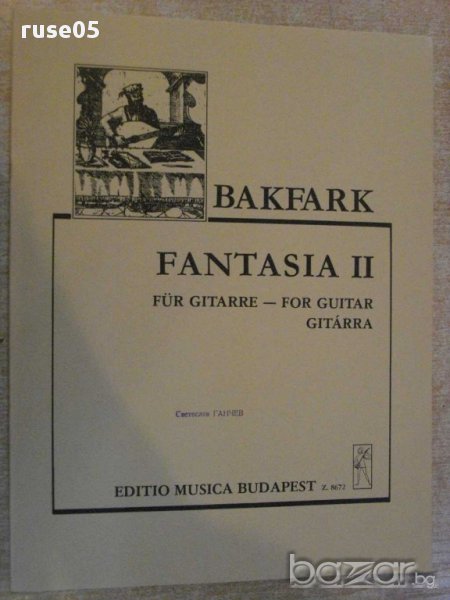 ruse05
BAKFARK
FANTASIA II
FÜR GITARRE — FOR GUITAR
GITÁRRA
Светослав ГАНЧЕВ
EDITIO MUSICA BUDAPEST Z. 8672
bazar.bg